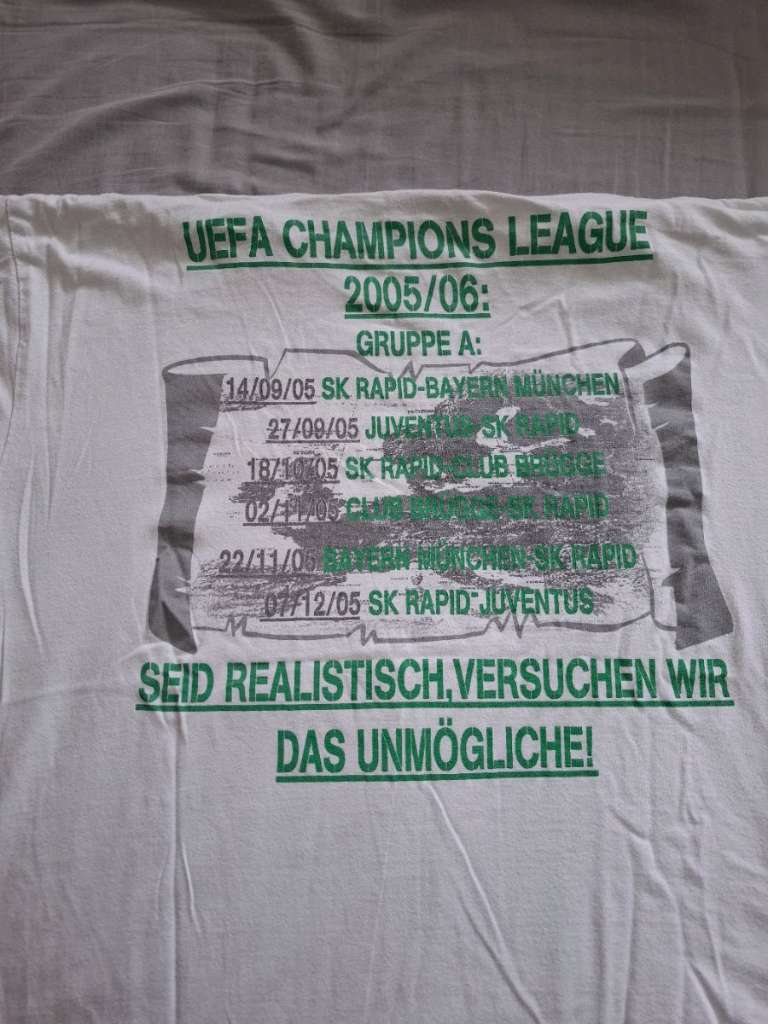 UEFA CHAMPIONS LEAGUE
2005/06:
GRUPPE A:
14/09/05 SK RAPID-BAYERN MÜNCHEN
27/09/05 JUVENTUS-SK RAPID
18/10/05 SK RAPID-CLUB BRÜGGE
02/11/05 CLUB BRÜGGE-SK RAPID
22/11/05 BAYERN MÜNCHEN-SK RAPID
07/12/05 SK RAPID-JUVENTUS
SEID REALISTISCH,VERSUCHEN WIR
DAS UNMÖGLICHE!